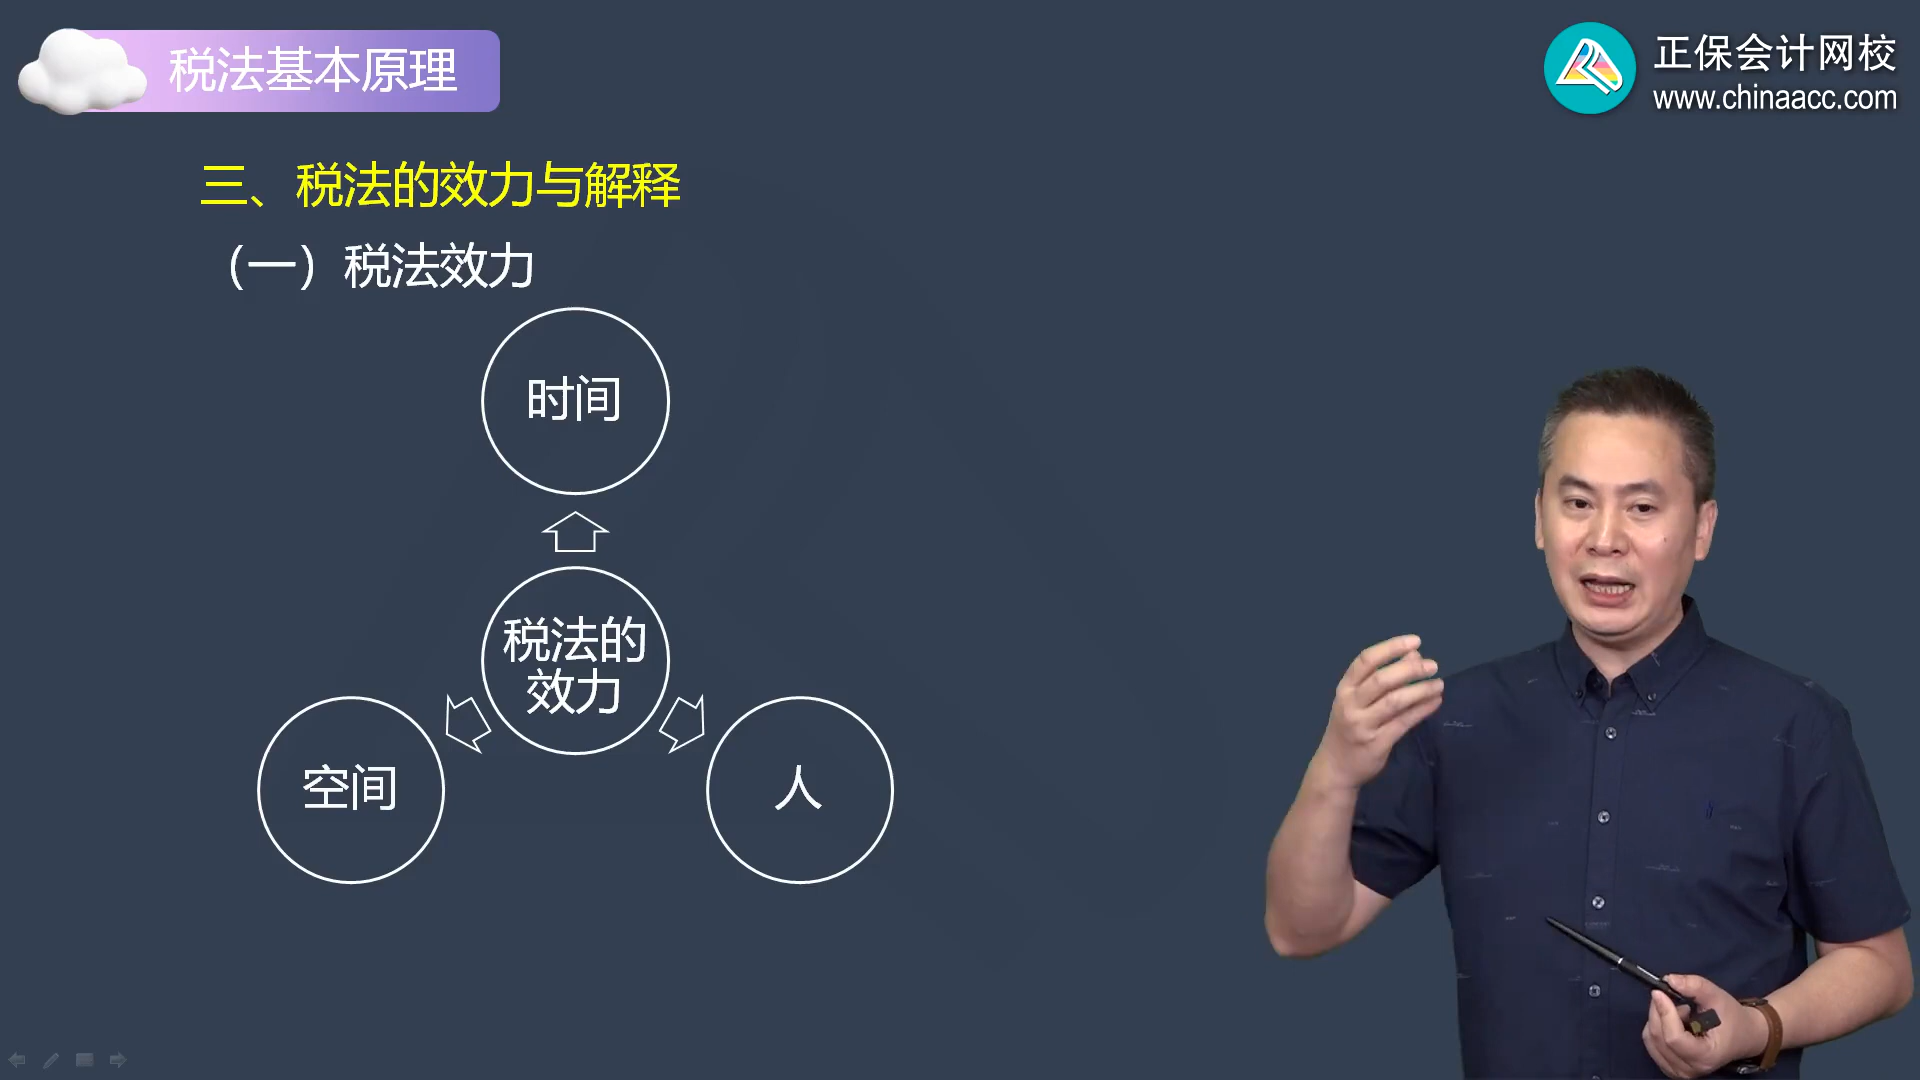 税法基本原理
正保会计网校
www.chinaacc.com
三、税法的效力与解释
（一）税法效力
时间
税法的
效力
空间
人